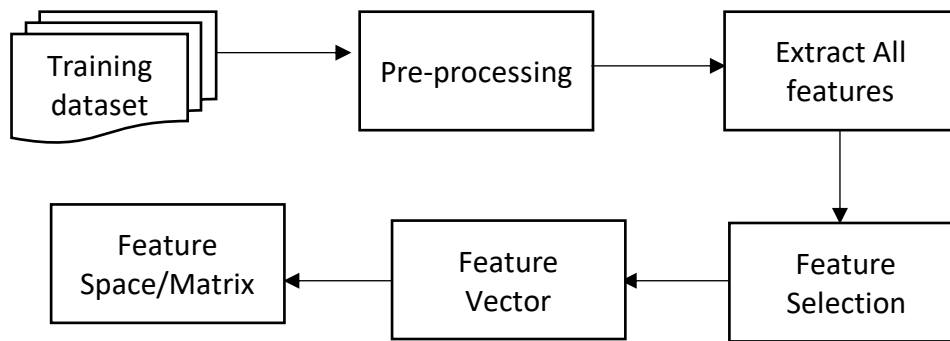 Training
dataset
Pre-processing
Extract All
features
Feature
Space/Matrix
Feature
Vector
Feature
Selection